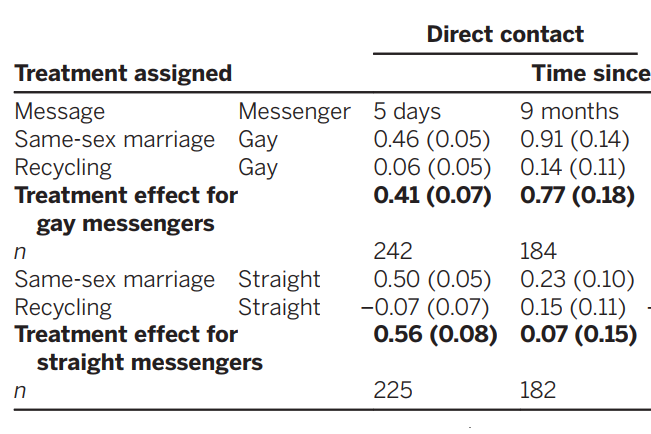 Direct contact
Treatment assigned Time since
Message Messenger 5 days 9 months
Same-sex marriage Gay 0.46 (0.05) 0.91 (0.14)
Recycling Gay 0.06 (0.05) 0.14 (0.11)
Treatment effect for 0.41 (0.07) 0.77 (0.18)
gay messengers
n 242 184
Same-sex marriage Straight 0.50 (0.05) 0.23 (0.10)
Recycling Straight −0.07 (0.07) 0.15 (0.11) –
Treatment effect for 0.56 (0.08) 0.07 (0.15)
straight messengers
n 225 182